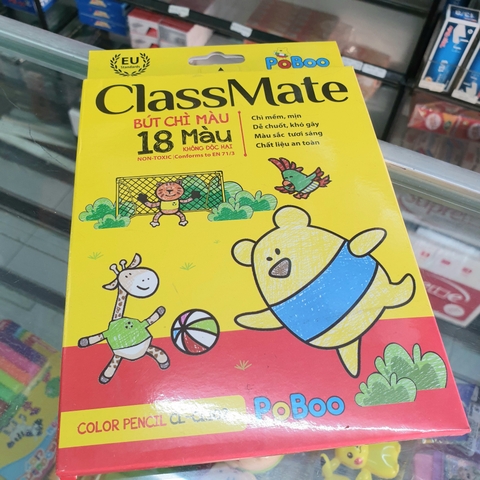 EU
PoBoo
ClassMate
BÚT CHÌ MÀU
18 Màu
KHÔNG ĐỘC HẠI
NON-TOXIC | Conforms to EN 71/3
Chì mềm, mịn
Dễ chuốt, khó gãy
Màu sắc tươi sáng
Chất liệu an toàn
COLOR PENCIL
PoBoo